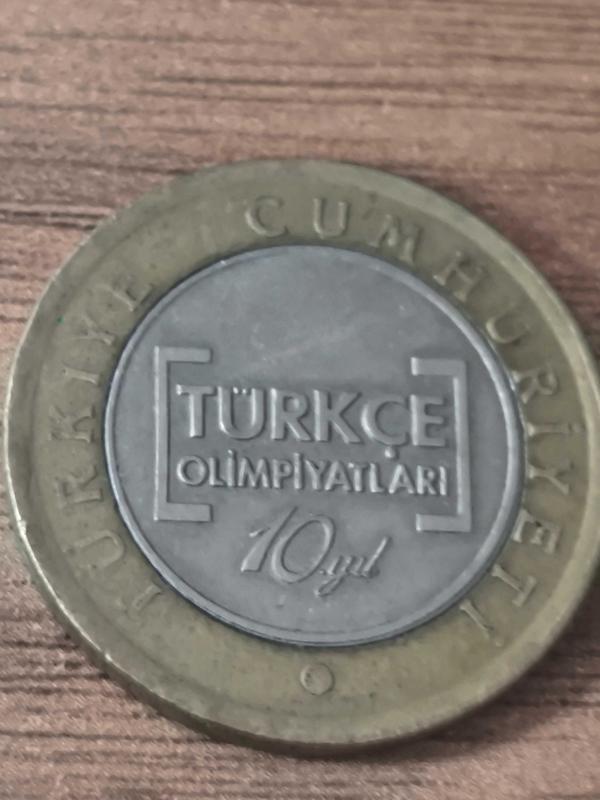 TÜRKİYE CUMHURİYETİ
TÜRKÇE
OLİMPİYATLARI
10.yıl